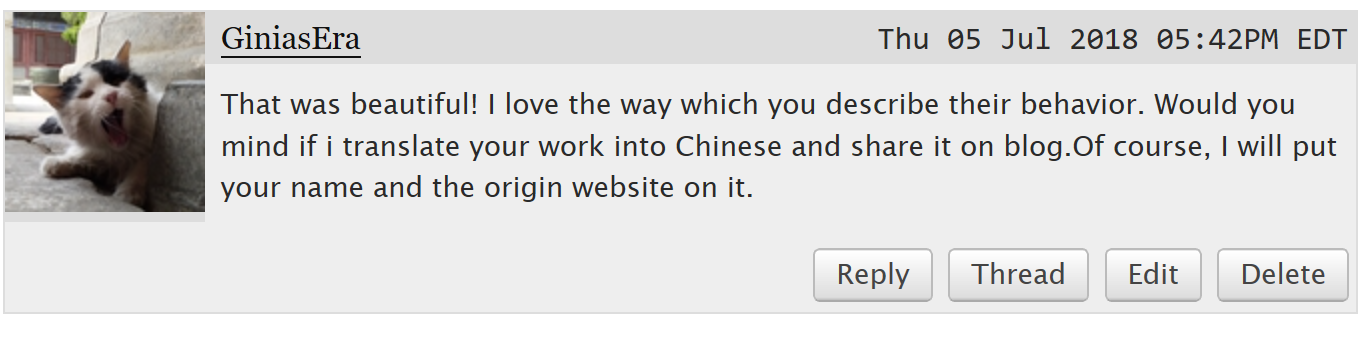 GiniasEra
Thu 05 Jul 2018 05:42PM EDT
That was beautiful! I love the way which you describe their behavior. Would you
mind if i translate your work into Chinese and share it on blog.Of course, I will put
your name and the origin website on it.
Reply
Thread
Edit
Delete